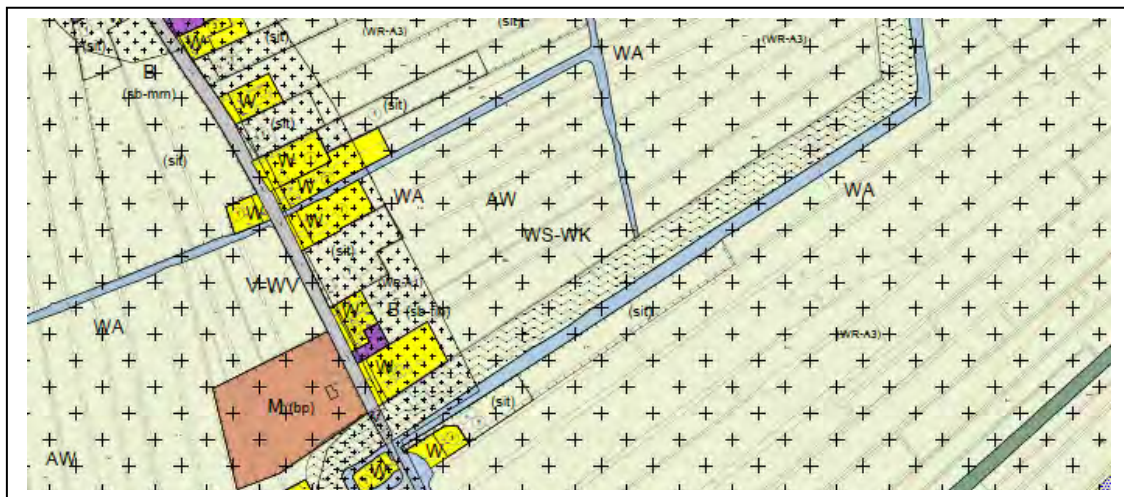 (sit)
W
(sit)
(WR-A3)
WA
(WR-A3)
B
(sb-mm)
W
(sit)
(sit)
(sit)
W
W
WA
AW
WA
W
W
WS-WK
(sit)
V-WV
W
B (sb-fm)
(sit)
WA
(WR-A3)
W
M (bp)
(sit)
W
AW
W